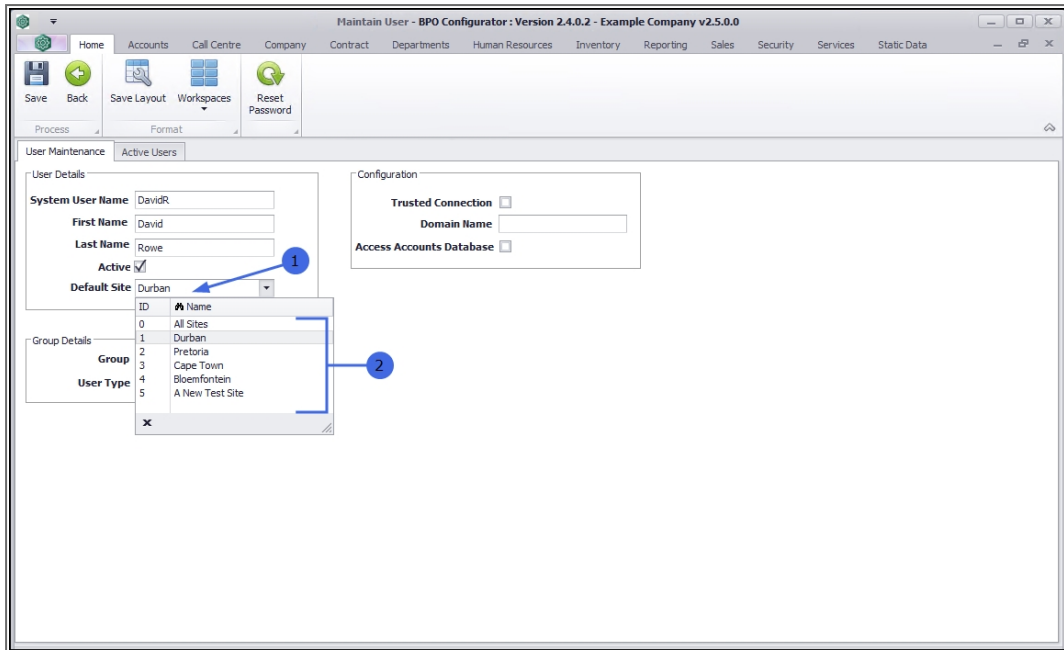 Maintain User - BPO Configurator : Version 2.4.0.2 - Example Company v2.5.0.0
Home Accounts Call Centre Company Contract Departments Human Resources Inventory Reporting Sales Security Services Static Data
Save Back Save Layout Workspaces Reset Password
Process Format
User Maintenance Active Users
User Details Configuration
System User Name DavidR Trusted Connection
First Name David Domain Name
Last Name Rowe Access Accounts Database
Active
1
Default Site Durban
ID Name
0 All Sites
1 Durban
Group Details
2 Pretoria
Group
3 Cape Town
2
4 Bloemfontein
User Type
5 A New Test Site
x